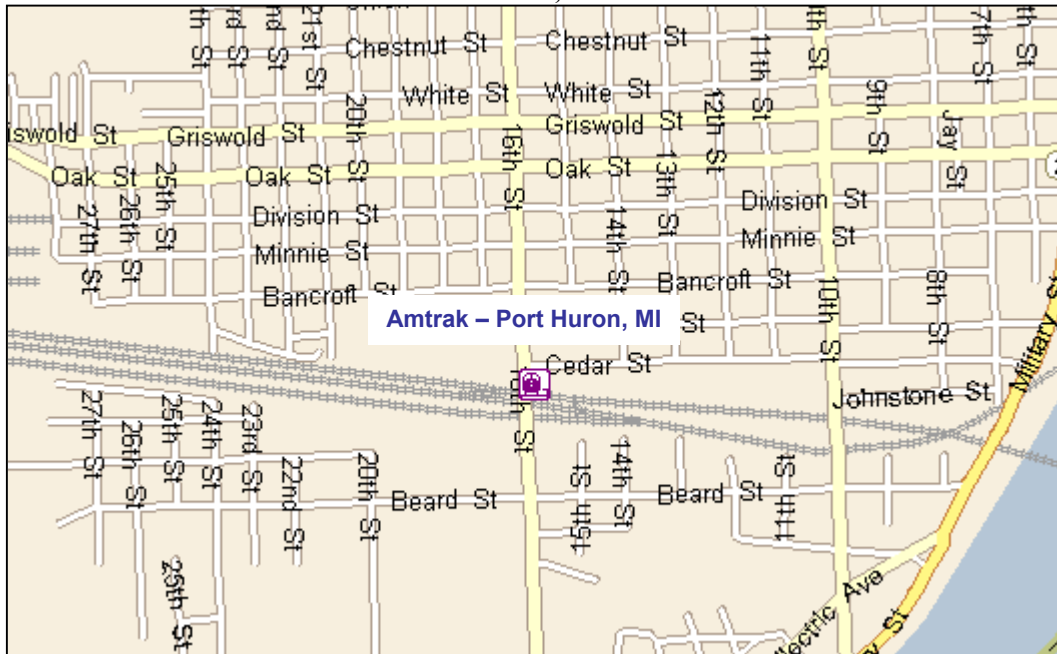 Chestnut St
Chestnut St
21st St
11th St
7th St
White St
White St
20th St
16th St
12th St
9th St
Griswold St
Griswold St
iswold St
Jay St
Oak St
Oak St
Oak St
13th St
25th St
26th St
27th St
Division St
Division St
14th St
Minnie St
Minnie St
Bancroft St
Bancroft St
8th St
10th St
Military St
Amtrak – Port Huron, MI
St
Cedar St
Johnstone St
16th St
27th St
26th St
25th St
24th St
23rd St
22nd St
20th St
Beard St
Beard St
15th St
14th St
11th St
25th St
lectric Ave
ry St